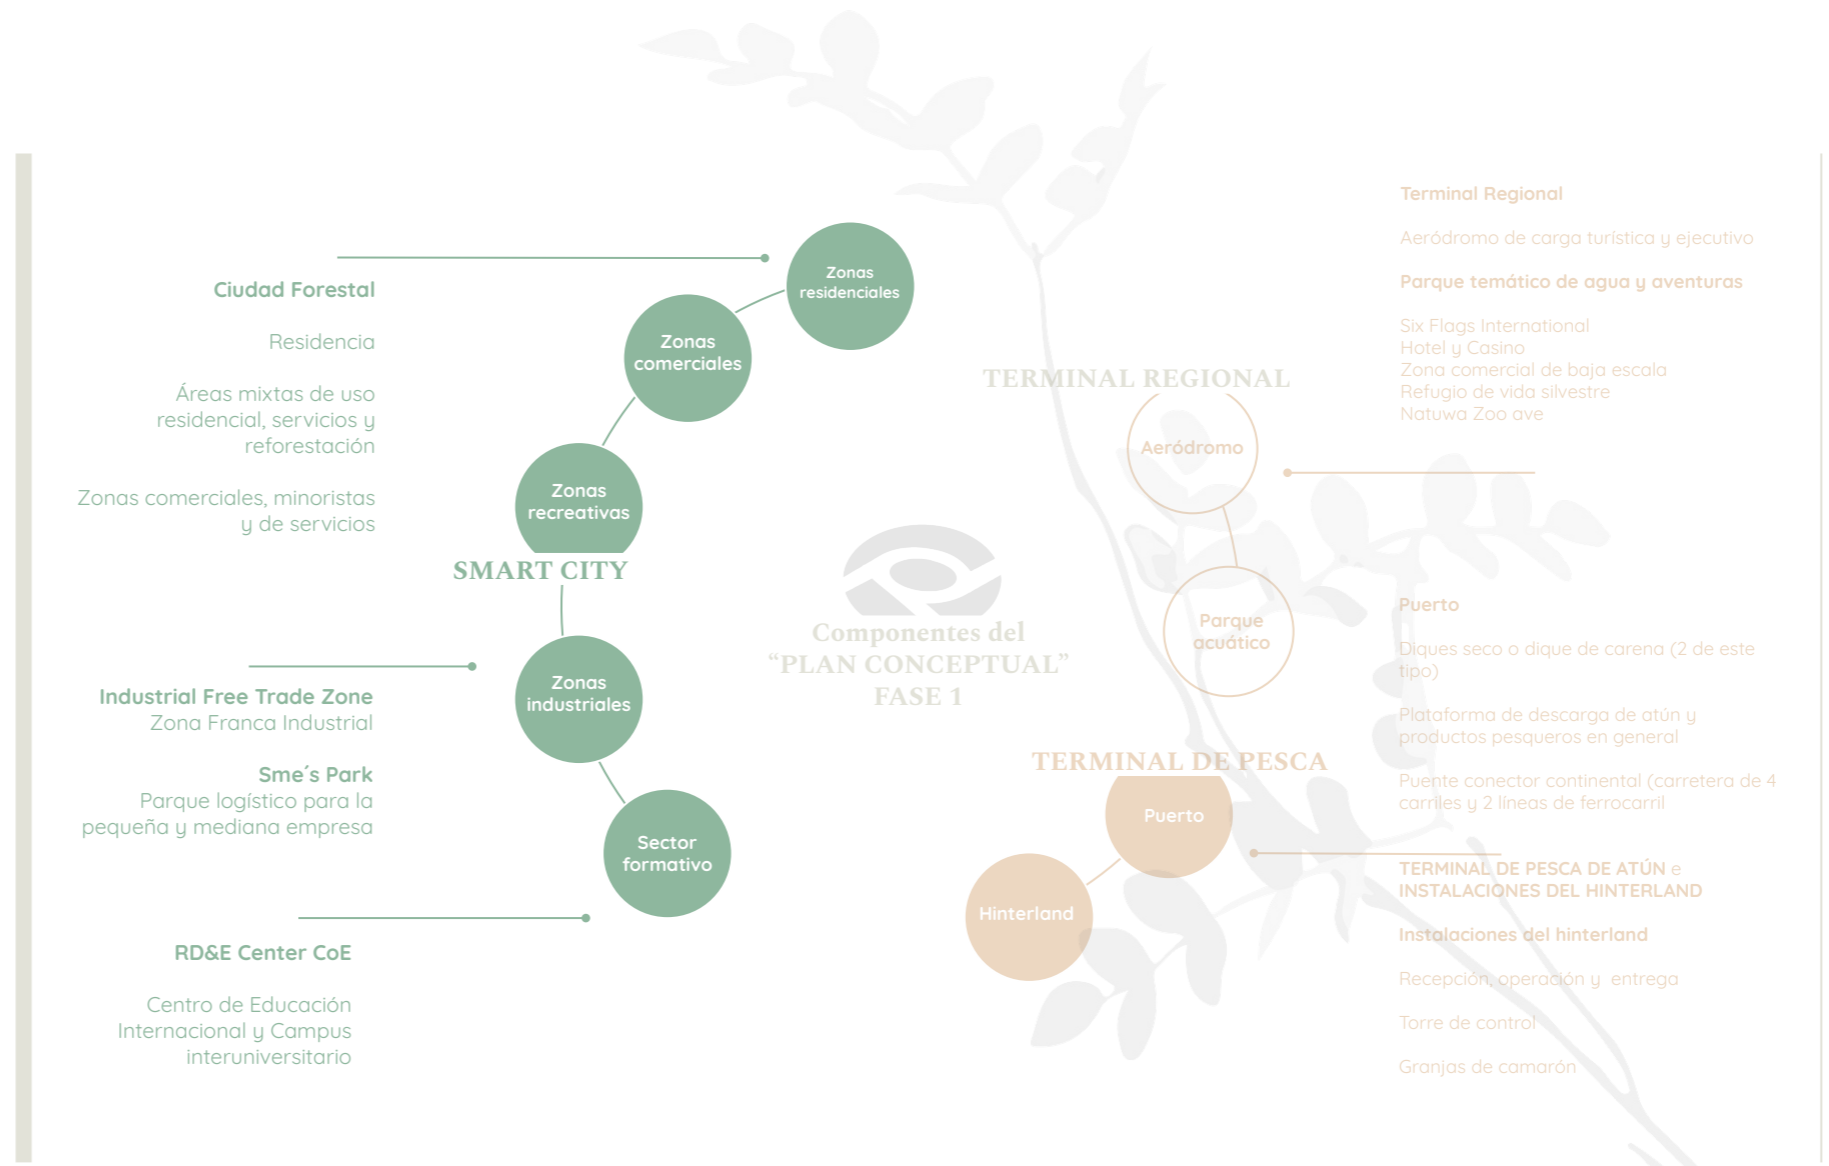 Ciudad Forestal
Residencia
Áreas mixtas de uso
residencial, servicios y
reforestación
Zonas comerciales, minoristas
y de servicios
Industrial Free Trade Zone
Zona Franca Industrial
Sme´s Park
Parque logístico para la
pequeña y mediana empresa
RD&E Center CoE
Centro de Educación
Internacional y Campus
interuniversitario
Zonas
residenciales
Zonas
comerciales
Zonas
recreativas
SMART CITY
Zonas
industriales
Sector
formativo
Componentes del
“PLAN CONCEPTUAL”
FASE 1
TERMINAL REGIONAL
Aeródromo
Parque
acuático
TERMINAL DE PESCA
Puerto
Hinterland
Terminal Regional
Aeródromo de carga turística y ejecutivo
Parque temático de agua y aventuras
Six Flags International
Hotel y Casino
Zona comercial de baja escala
Refugio de vida silvestre
Natuwa Zoo ave
Puerto
Diques seco o dique de carena (2 de este
tipo)
Plataforma de descarga de atún y
productos pesqueros en general
Puente conector continental (carretera de 4
carriles y 2 líneas de ferrocarril
TERMINAL DE PESCA DE ATÚN e
INSTALACIONES DEL HINTERLAND
Instalaciones del hinterland
Recepción, operación y  entrega
Torre de control
Granjas de camarón